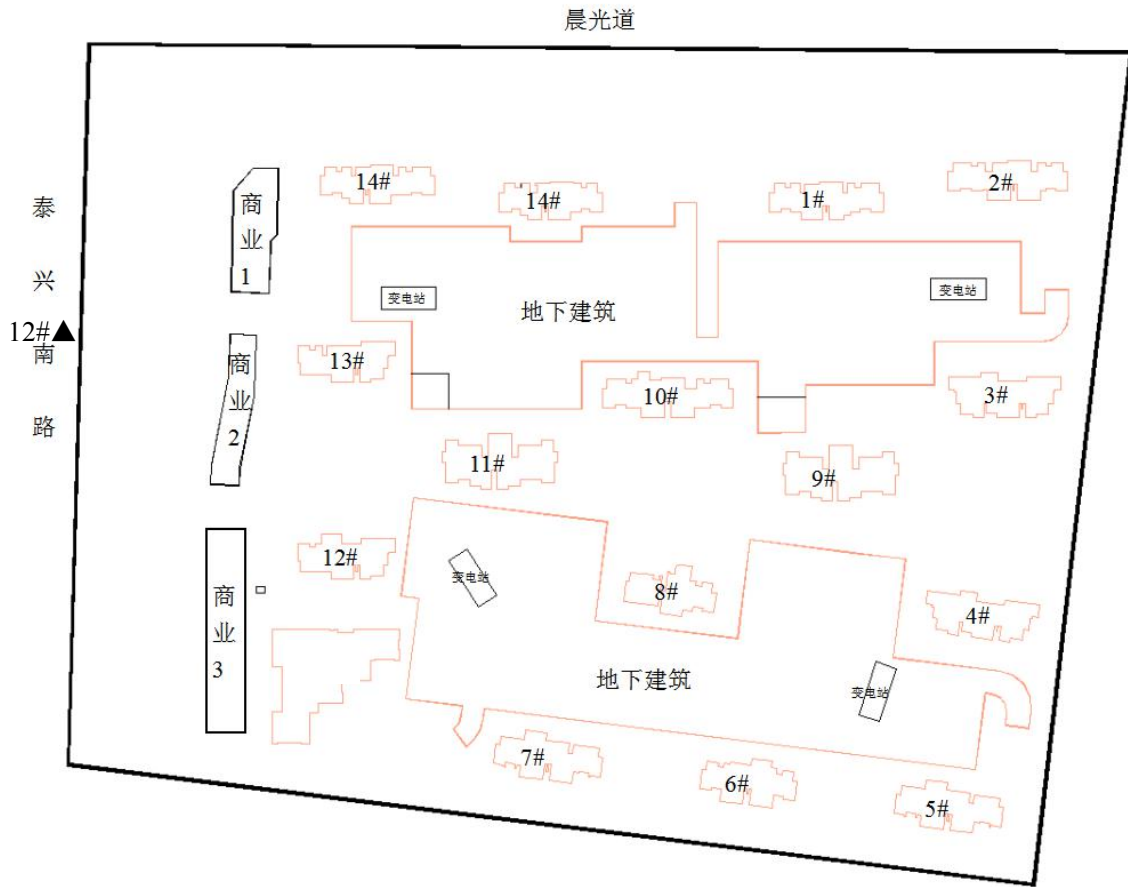 晨光道
14#
14#
1#
2#
商业1
泰兴南路
变电站
变电站
地下建筑
12#▲
13#
商业2
10#
3#
11#
9#
12#
变电站
8#
4#
商业3
地下建筑
变电站
7#
6#
5#